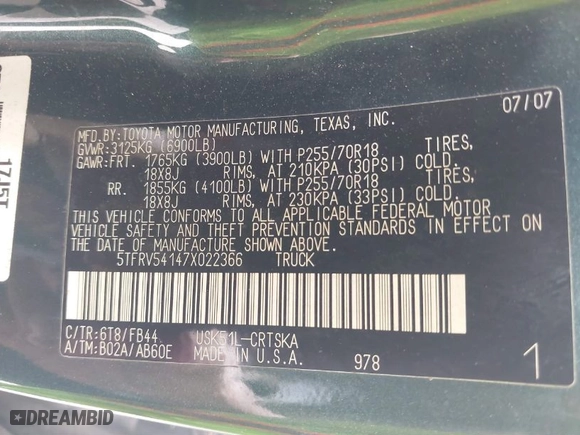 07/07
MFD.BY:TOYOTA MOTOR MANUFACTURING, TEXAS, INC.
GVWR:3125KG (6900LB)
GAWR:FRT. 1765KG (3900LB) WITH P255/70R18 TIRES,
18X8J RIMS, AT 210KPA (30PSI) COLD.
RR. 1855KG (4100LB) WITH P255/70R18 TIRES,
18X8J RIMS, AT 230KPA (33PSI) COLD.
THIS VEHICLE CONFORMS TO ALL APPLICABLE FEDERAL MOTOR
VEHICLE SAFETY AND THEFT PREVENTION STANDARDS IN EFFECT ON
THE DATE OF MANUFACTURE SHOWN ABOVE.
5TFRV54147X022366 TRUCK
C/TR:6T8/FB44 USK51L-CRTSKA
A/TM:B02A/AB60E MADE IN U.S.A. 978 1
DREAMBID